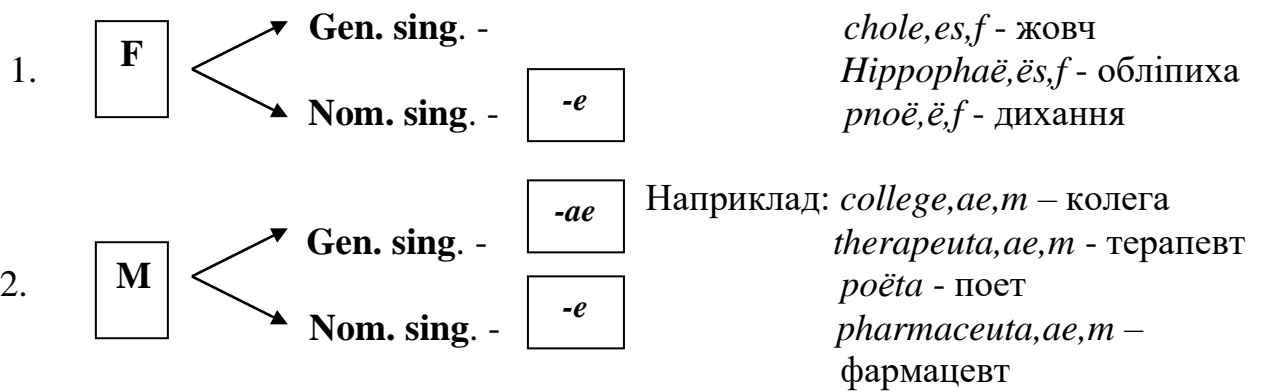 1. F Gen. sing. - chole,es,f - жовч
Hippophaë,ës,f - обліпиха
Nom. sing. - -e pnoë,ë,f - дихання
2. M Gen. sing. - -ae Наприклад: college,ae,m – колега
therapeuta,ae,m - терапевт
poëta - поет
Nom. sing. - -e pharmaceuta,ae,m –
фармацевт